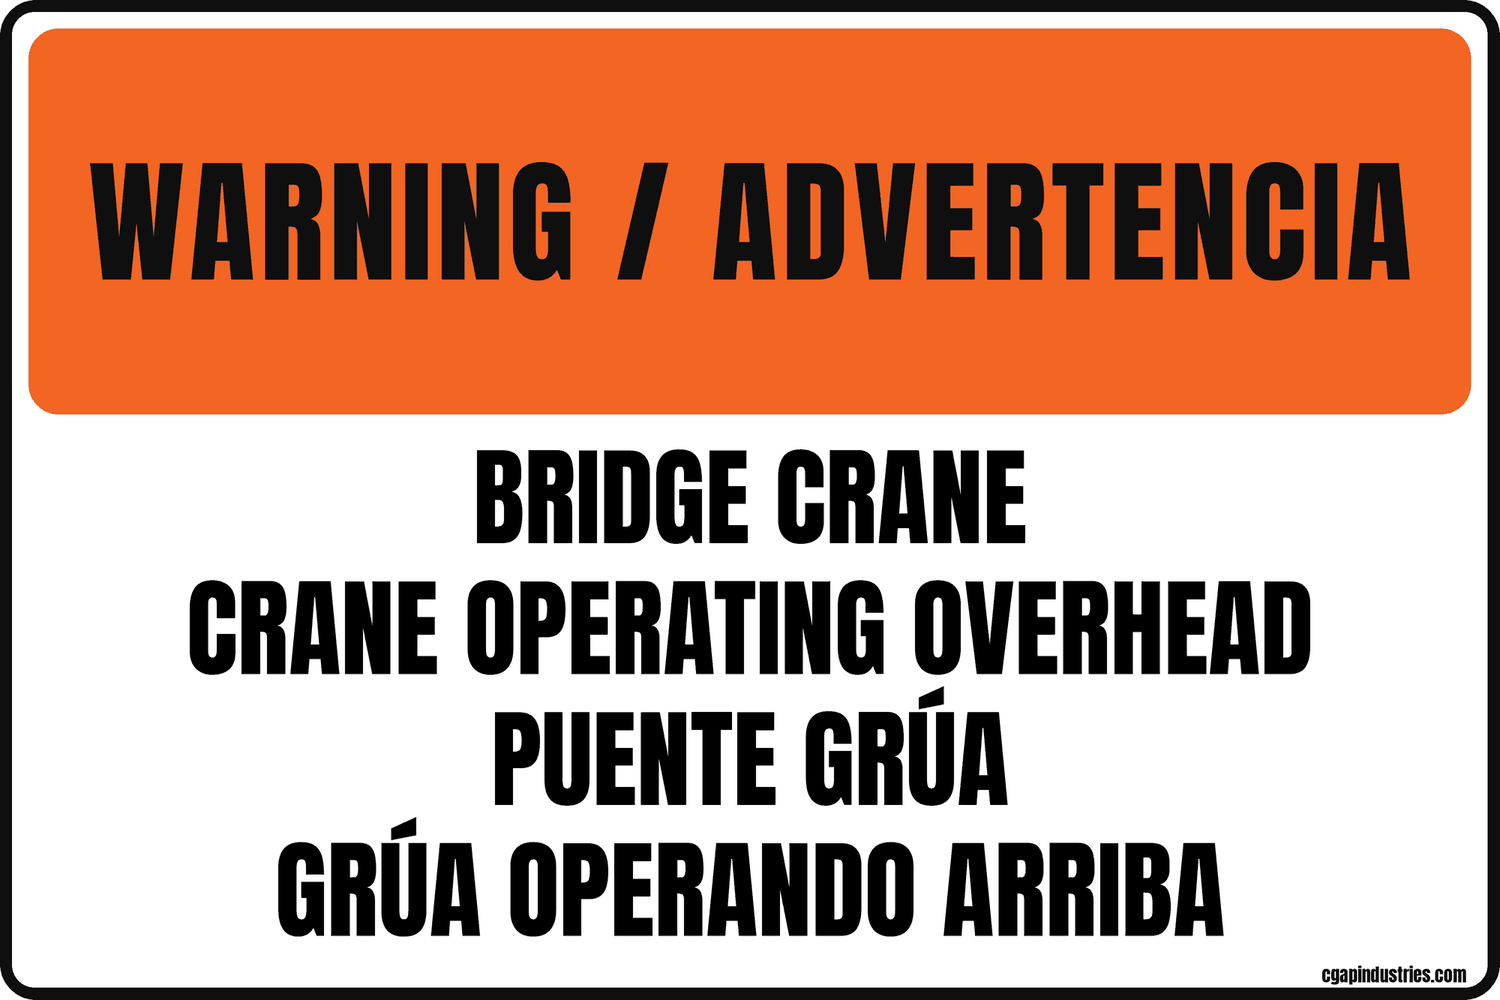 WARNING / ADVERTENCIA
BRIDGE CRANE
CRANE OPERATING OVERHEAD
PUENTE GRÚA
GRÚA OPERANDO ARRIBA
cgapindustries.com